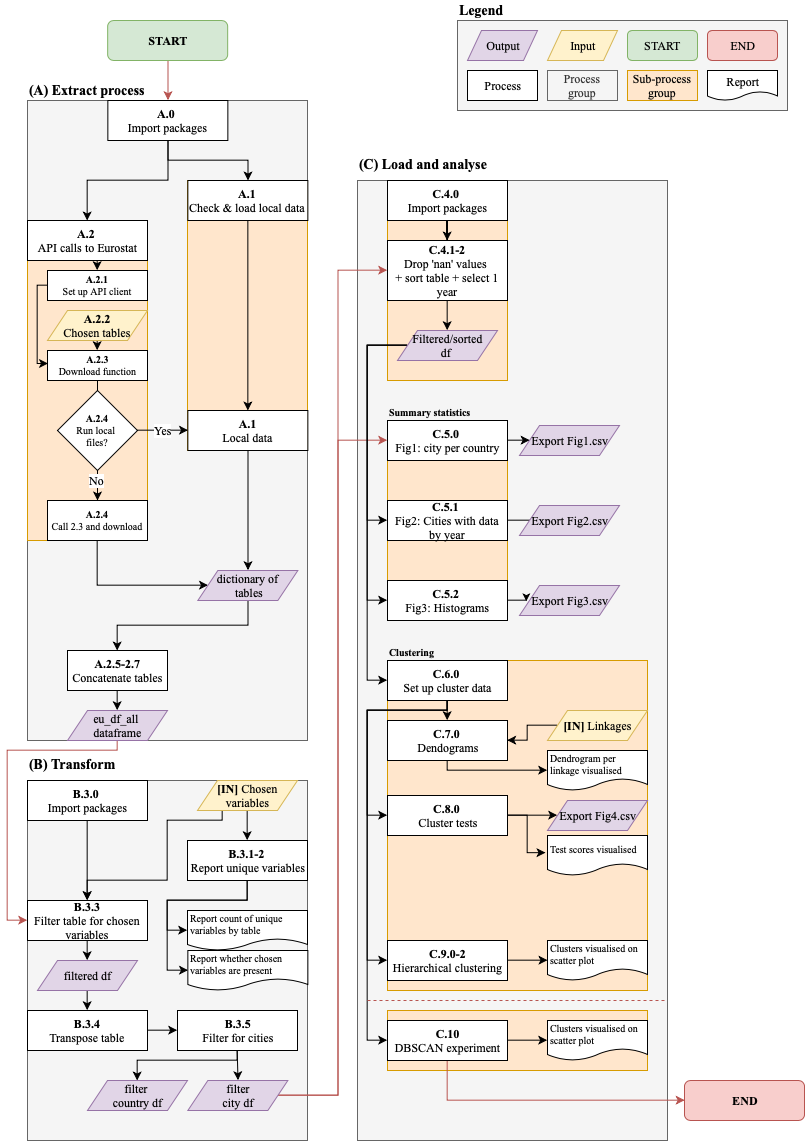 Legend
Output
Input
START
END
Process
Process
group
Sub-process
group
Report
START
(A) Extract process
A.0
Import packages
A.1
Check & load local data
A.2
API calls to Eurostat
A.2.1
Set up API client
A.2.2
Chosen tables
A.2.3
Download function
A.2.4
Run local
files?
Yes
A.1
Local data
No
A.2.4
Call 2.3 and download
dictionary of
tables
A.2.5-2.7
Concatenate tables
eu_df_all
dataframe
(B) Transform
B.3.0
Import packages
[IN] Chosen
variables
B.3.1-2
Report unique variables
B.3.3
Filter table for chosen
variables
Report count of unique
variables by table
Report whether chosen
variables are present
filtered df
B.3.4
Transpose table
B.3.5
Filter for cities
filter
country df
filter
city df
(C) Load and analyse
C.4.0
Import packages
C.4.1-2
Drop 'nan' values
+ sort table + select 1
year
Filtered/sorted
df
Summary statistics
C.5.0
Fig1: city per country
Export Fig1.csv
C.5.1
Fig2: Cities with data
by year
Export Fig2.csv
C.5.2
Fig3: Histograms
Export Fig3.csv
Clustering
C.6.0
Set up cluster data
C.7.0
Dendograms
[IN] Linkages
Dendrogram per
linkage visualised
C.8.0
Cluster tests
Export Fig4.csv
Test scores visualised
C.9.0-2
Hierarchical clustering
Clusters visualised on
scatter plot
C.10
DBSCAN experiment
Clusters visualised on
scatter plot
END